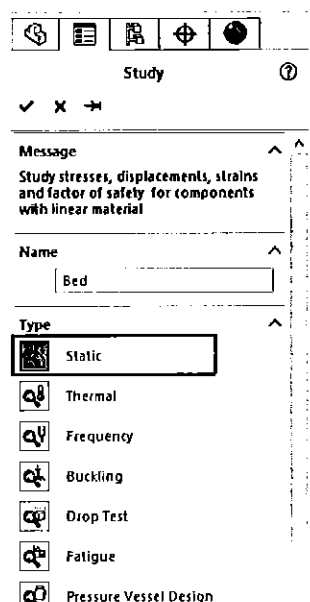 Study
Message
Study stresses, displacements, strains
and factor of safety for components
with linear material
Name
Bed
Type
Static
Thermal
Frequency
Buckling
Drop Test
Fatigue
Pressure Vessel Design